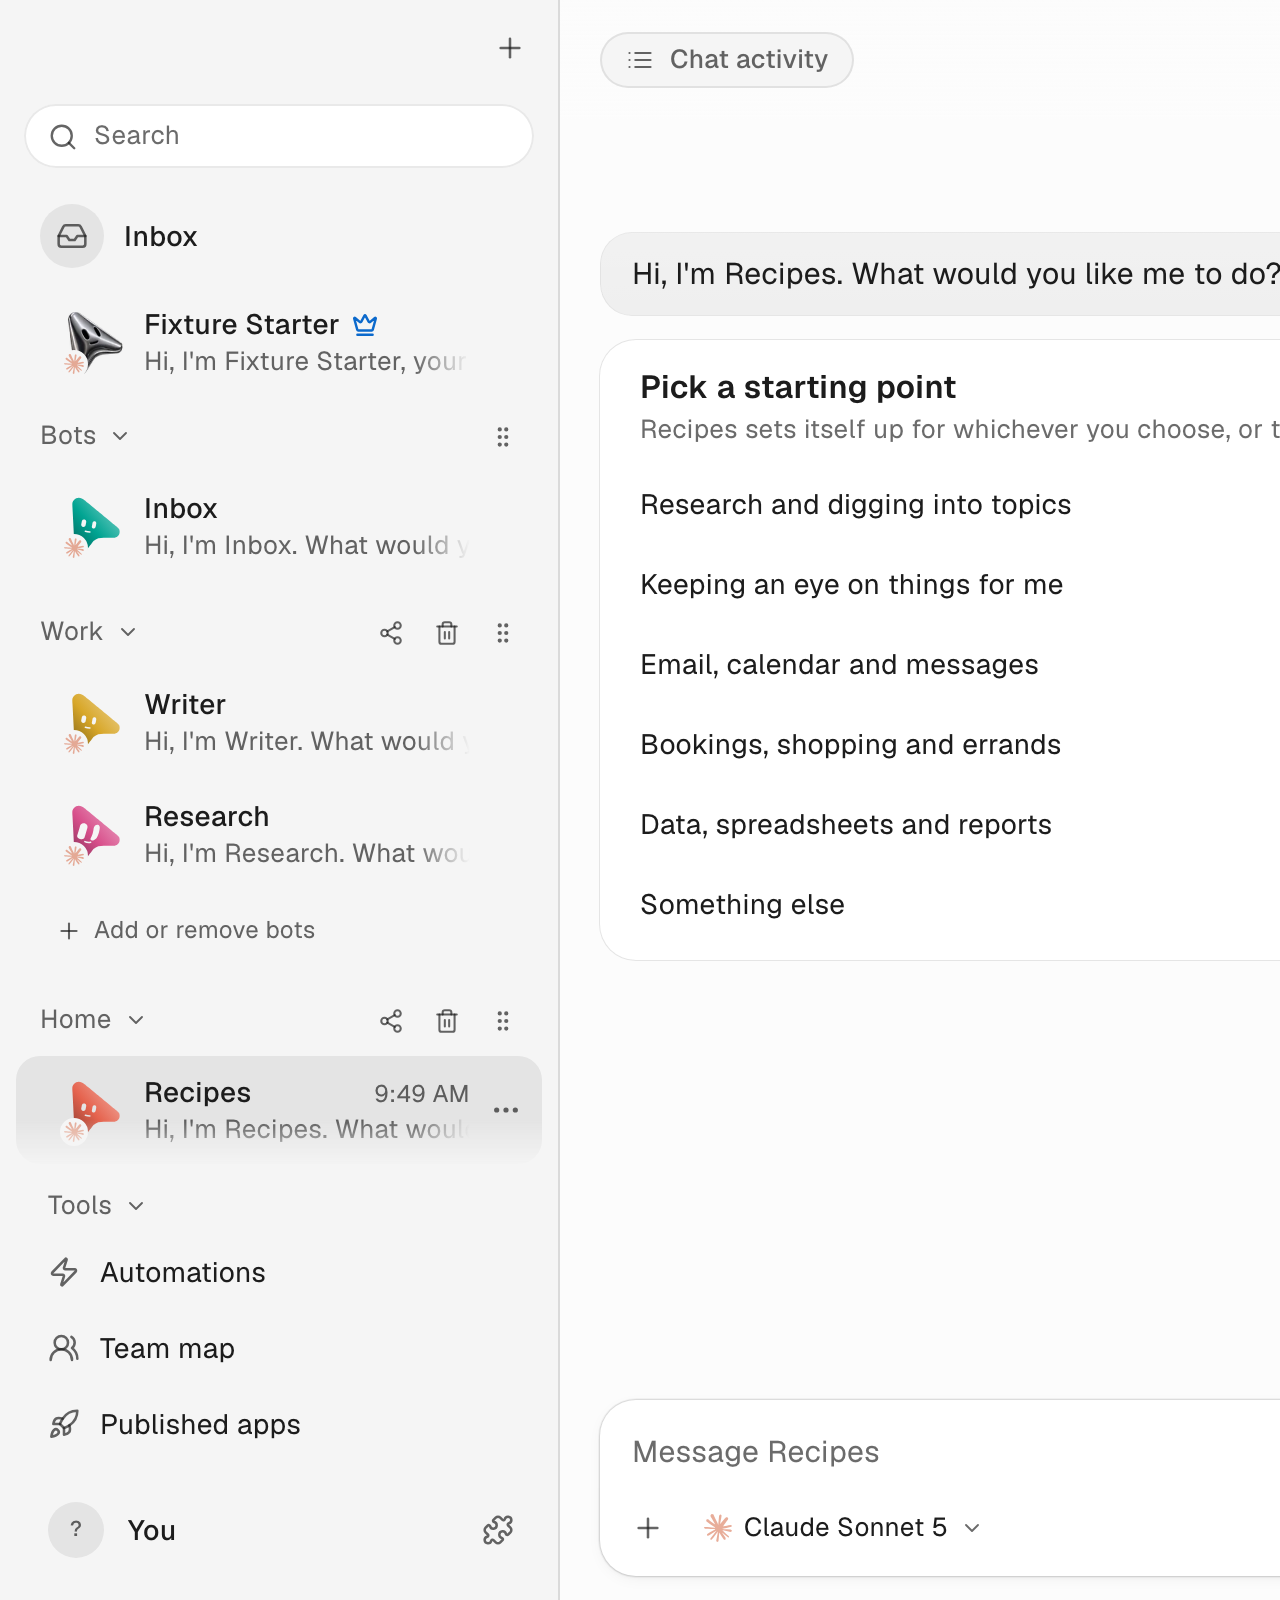 Search
Inbox
Fixture Starter
Hi, I'm Fixture Starter, your
Bots
Inbox
Hi, I'm Inbox. What would y
Work
Writer
Hi, I'm Writer. What would
Research
Hi, I'm Research. What wou
Add or remove bots
Home
Recipes 9:49 AM
Hi, I'm Recipes. What would
Tools
Automations
Team map
Published apps
? You
Chat activity
Hi, I'm Recipes. What would you like me to do?
Pick a starting point
Recipes sets itself up for whichever you choose, or t
Research and digging into topics
Keeping an eye on things for me
Email, calendar and messages
Bookings, shopping and errands
Data, spreadsheets and reports
Something else
Message Recipes
Claude Sonnet 5